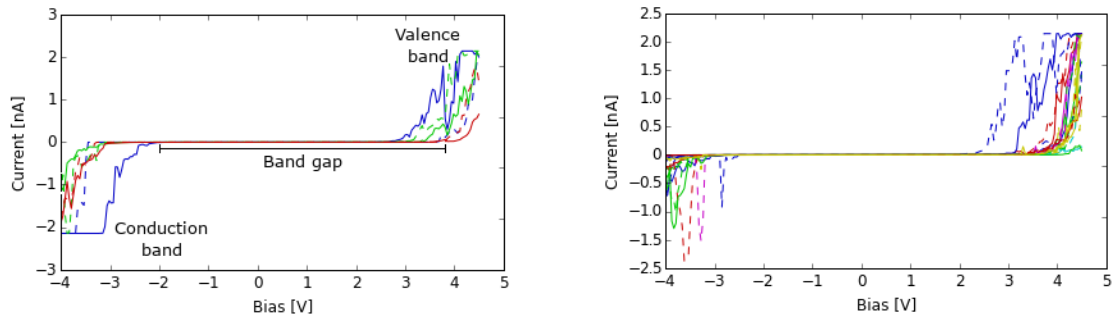 3
2
1
0
−1
−2
−3
−4 −3 −2 −1 0 1 2 3 4 5
Current [nA]
Bias [V]
Valence
band
Band gap
Conduction
band
2.5
2.0
1.5
1.0
0.5
0.0
−0.5
−1.0
−1.5
−2.0
−2.5
−4 −3 −2 −1 0 1 2 3 4 5
Current [nA]
Bias [V]